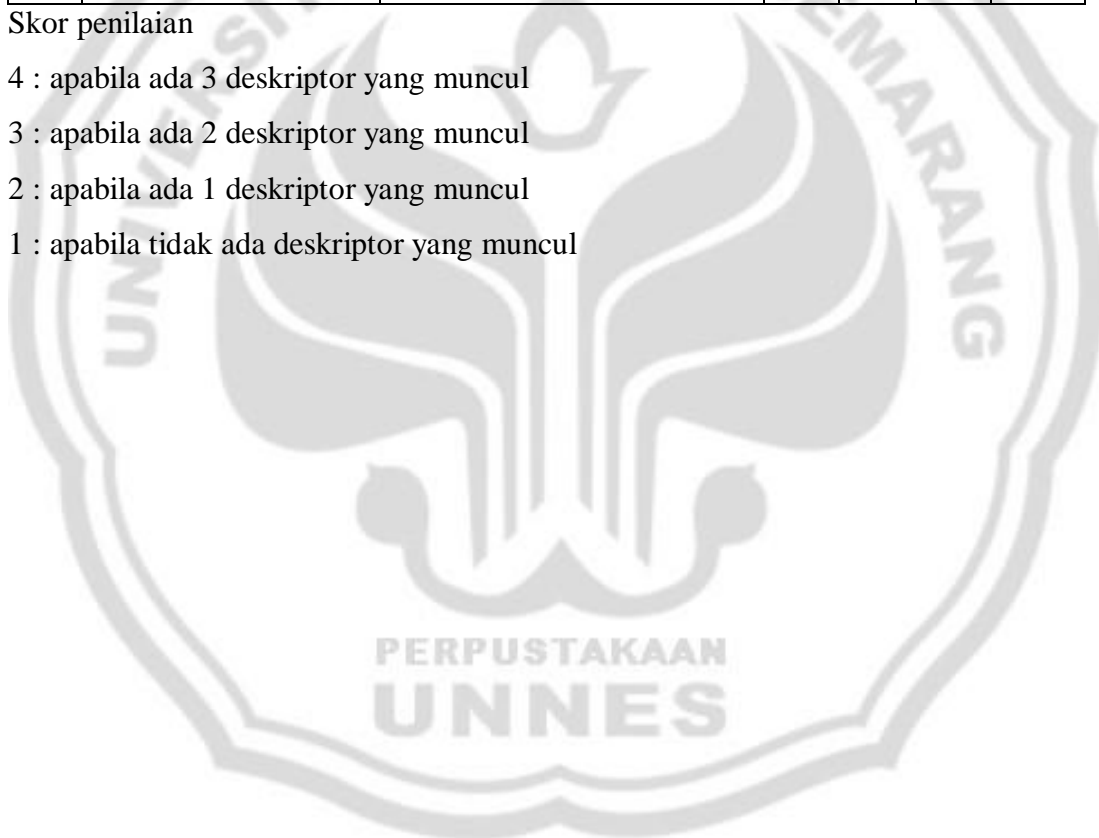 Skor penilaian
4 : apabila ada 3 deskriptor yang muncul
3 : apabila ada 2 deskriptor yang muncul
2 : apabila ada 1 deskriptor yang muncul
1 : apabila tidak ada deskriptor yang muncul
PERPUSTAKAAN
UNNES